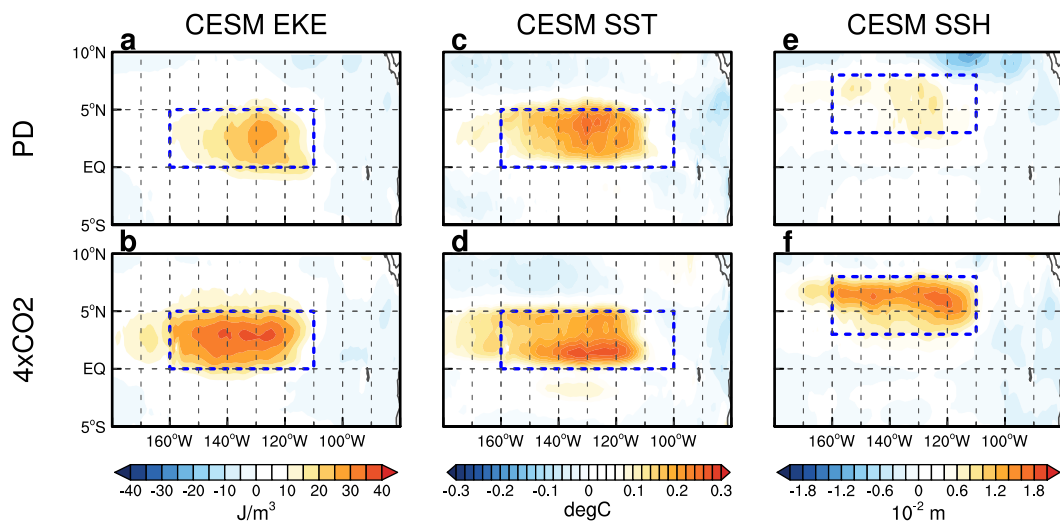 CESM EKE CESM SST CESM SSH
a c e
PD
10°N
5°N
EQ
5°S
b d f
4xCO2
10°N
5°N
EQ
5°S
160°W 140°W 120°W 100°W 160°W 140°W 120°W 100°W 160°W 140°W 120°W 100°W
-40 -30 -20 -10 0 10 20 30 40 -0.3 -0.2 -0.1 0 0.1 0.2 0.3 -1.8 -1.2 -0.6 0 0.6 1.2 1.8
J/m³ degC 10⁻² m